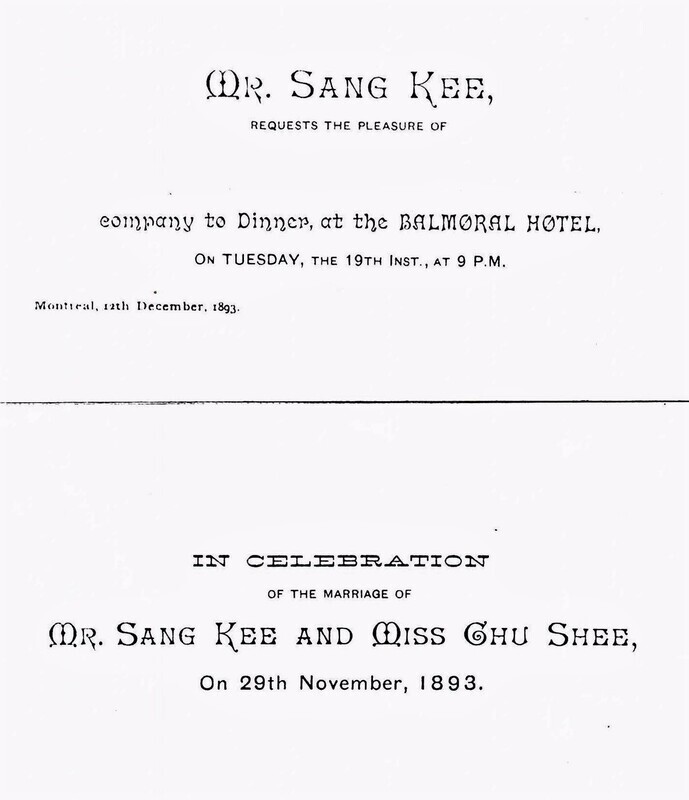 Mr. Sang Kee,
REQUESTS THE PLEASURE OF
company to Dinner, at the BALMORAL HOTEL,
On TUESDAY, the 19th Inst., at 9 P.M.
Montreal, 12th December, 1893.
IN CELEBRATION
OF THE MARRIAGE OF
Mr. Sang Kee and Miss Chu Shee,
On 29th November, 1893.